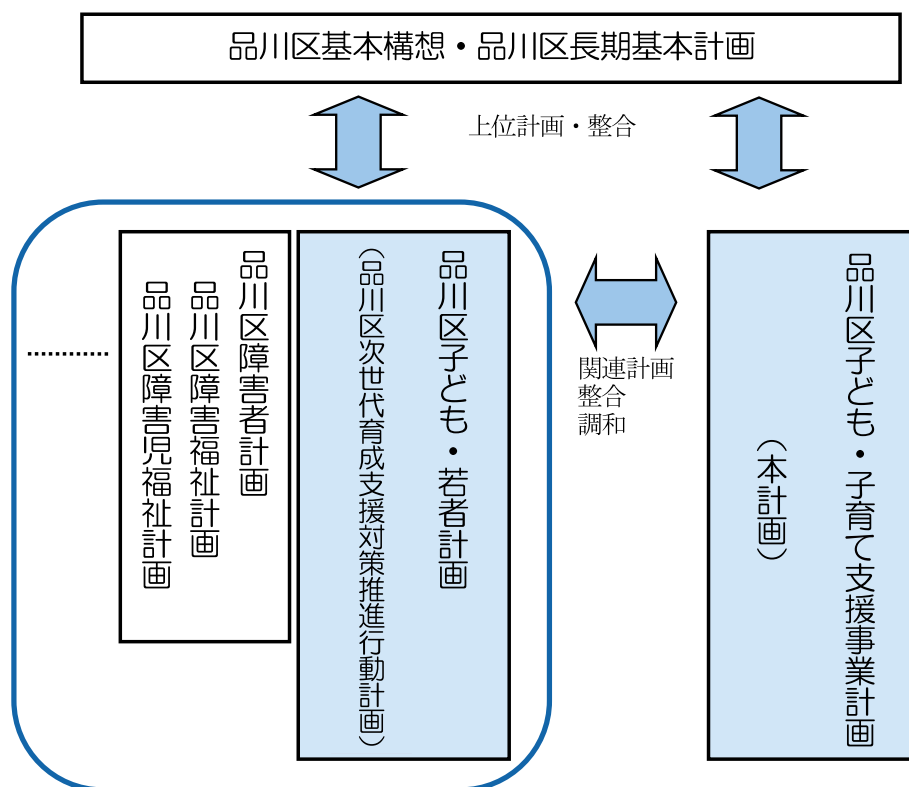 品川区基本構想・品川区長期基本計画
上位計画・整合
品川区子ども・子育て支援事業計画
（本計画）
関連計画
整合
調和
品川区子ども・若者計画
（品川区次世代育成支援対策推進行動計画）
品川区障害者計画
品川区障害福祉計画
品川区障害児福祉計画